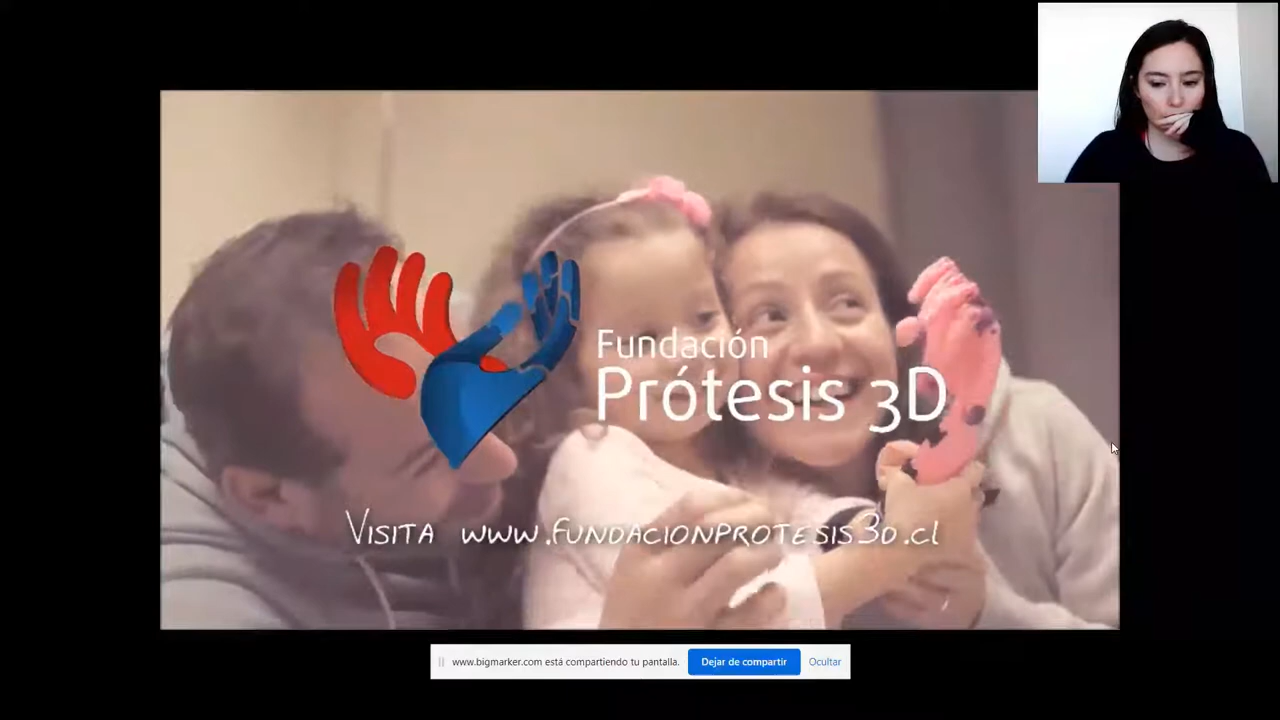 Fundación
Prótesis 3D
VISITA www.FUNDACIONPROTESIS3D.cl
www.bigmarker.com está compartiendo tu pantalla.
Dejar de compartir
Ocultar